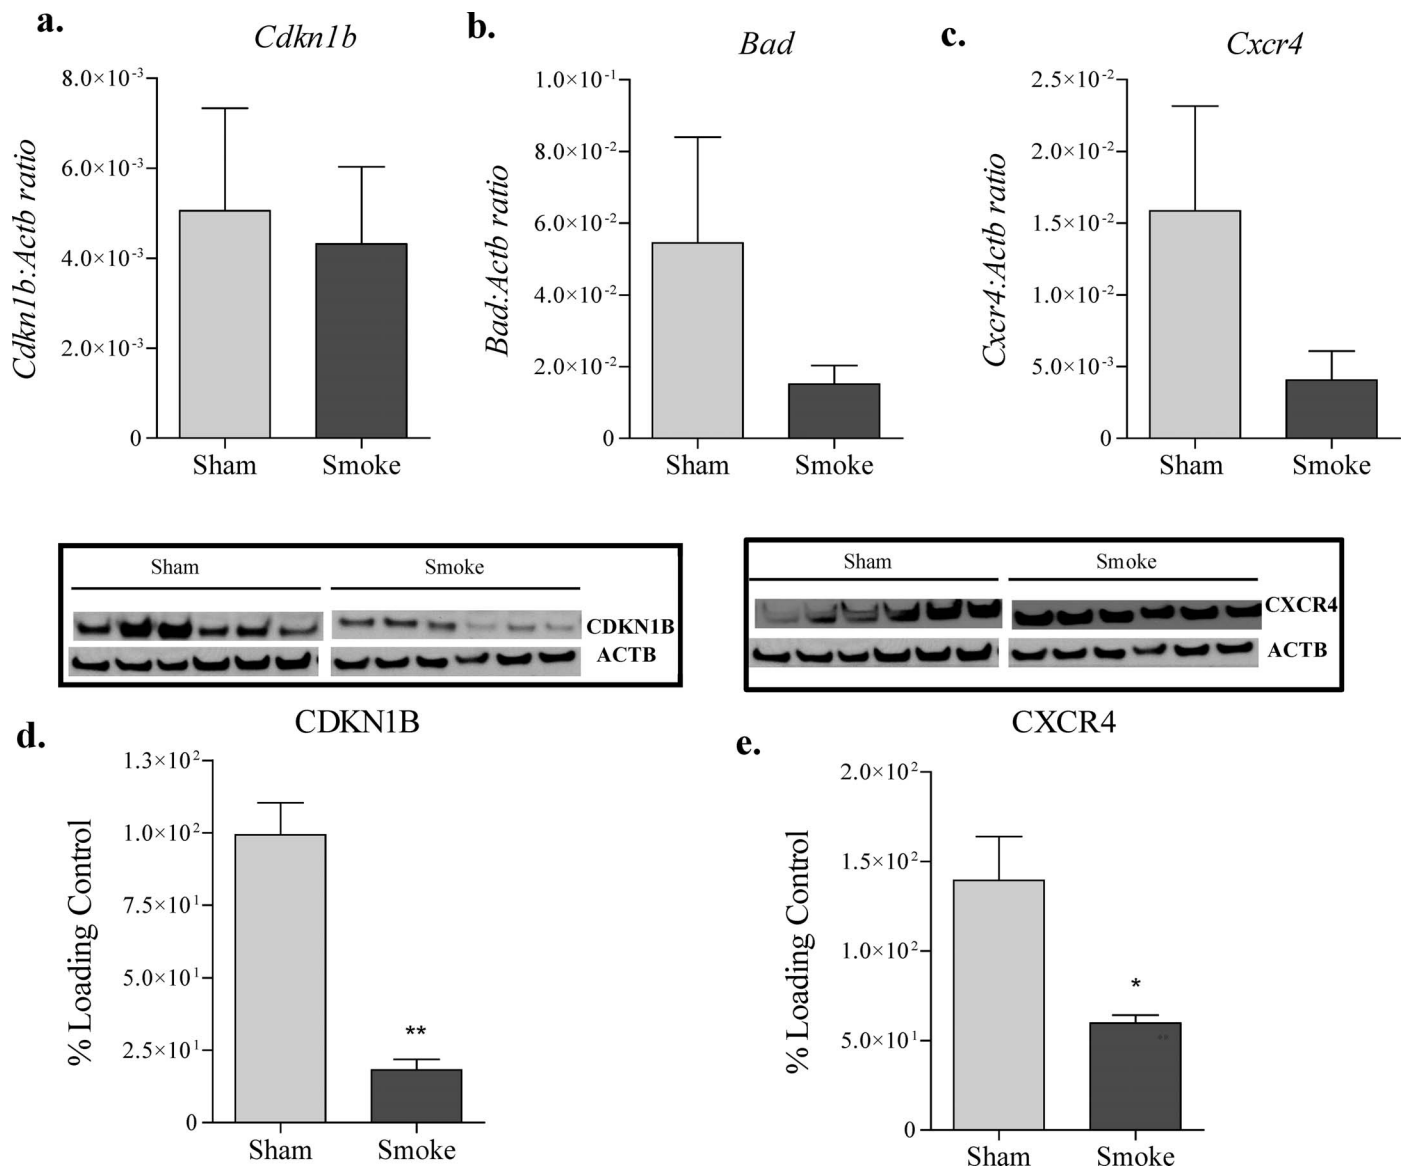 a.
Cdkn1b
Cdkn1b:Actb ratio
8.0×10⁻³
6.0×10⁻³
4.0×10⁻³
2.0×10⁻³
0
Sham Smoke
b.
Bad
Bad:Actb ratio
1.0×10⁻¹
8.0×10⁻²
6.0×10⁻²
4.0×10⁻²
2.0×10⁻²
0
Sham Smoke
c.
Cxcr4
Cxcr4:Actb ratio
2.5×10⁻²
2.0×10⁻²
1.5×10⁻²
1.0×10⁻²
5.0×10⁻³
0
Sham Smoke
Sham Smoke
CDKN1B
ACTB
Sham Smoke
CXCR4
ACTB
d.
CDKN1B
% Loading Control
1.3×10²
1.0×10²
7.5×10¹
5.0×10¹
2.5×10¹
0
**
Sham Smoke
e.
CXCR4
% Loading Control
2.0×10²
1.5×10²
1.0×10²
5.0×10¹
0
*
**
Sham Smoke